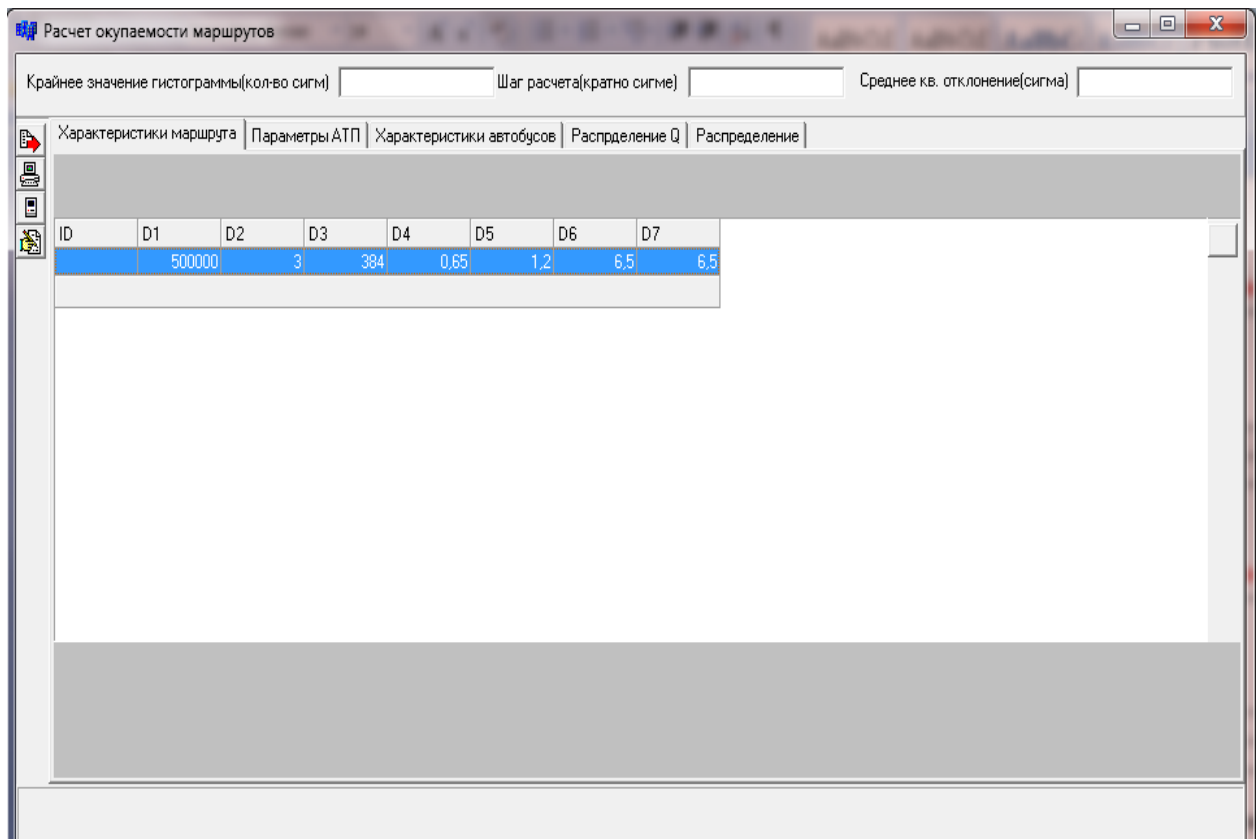 Расчет окупаемости маршрутов
Крайнее значение гистограммы(кол-во сигм) Шаг расчета(кратно сигме) Среднее кв. отклонение(сигма)
Характеристики маршрута Параметры АТП Характеристики автобусов Распрделение Q Распределение
ID D1 D2 D3 D4 D5 D6 D7
500000 3 384 0,65 1,2 6,5 6,5